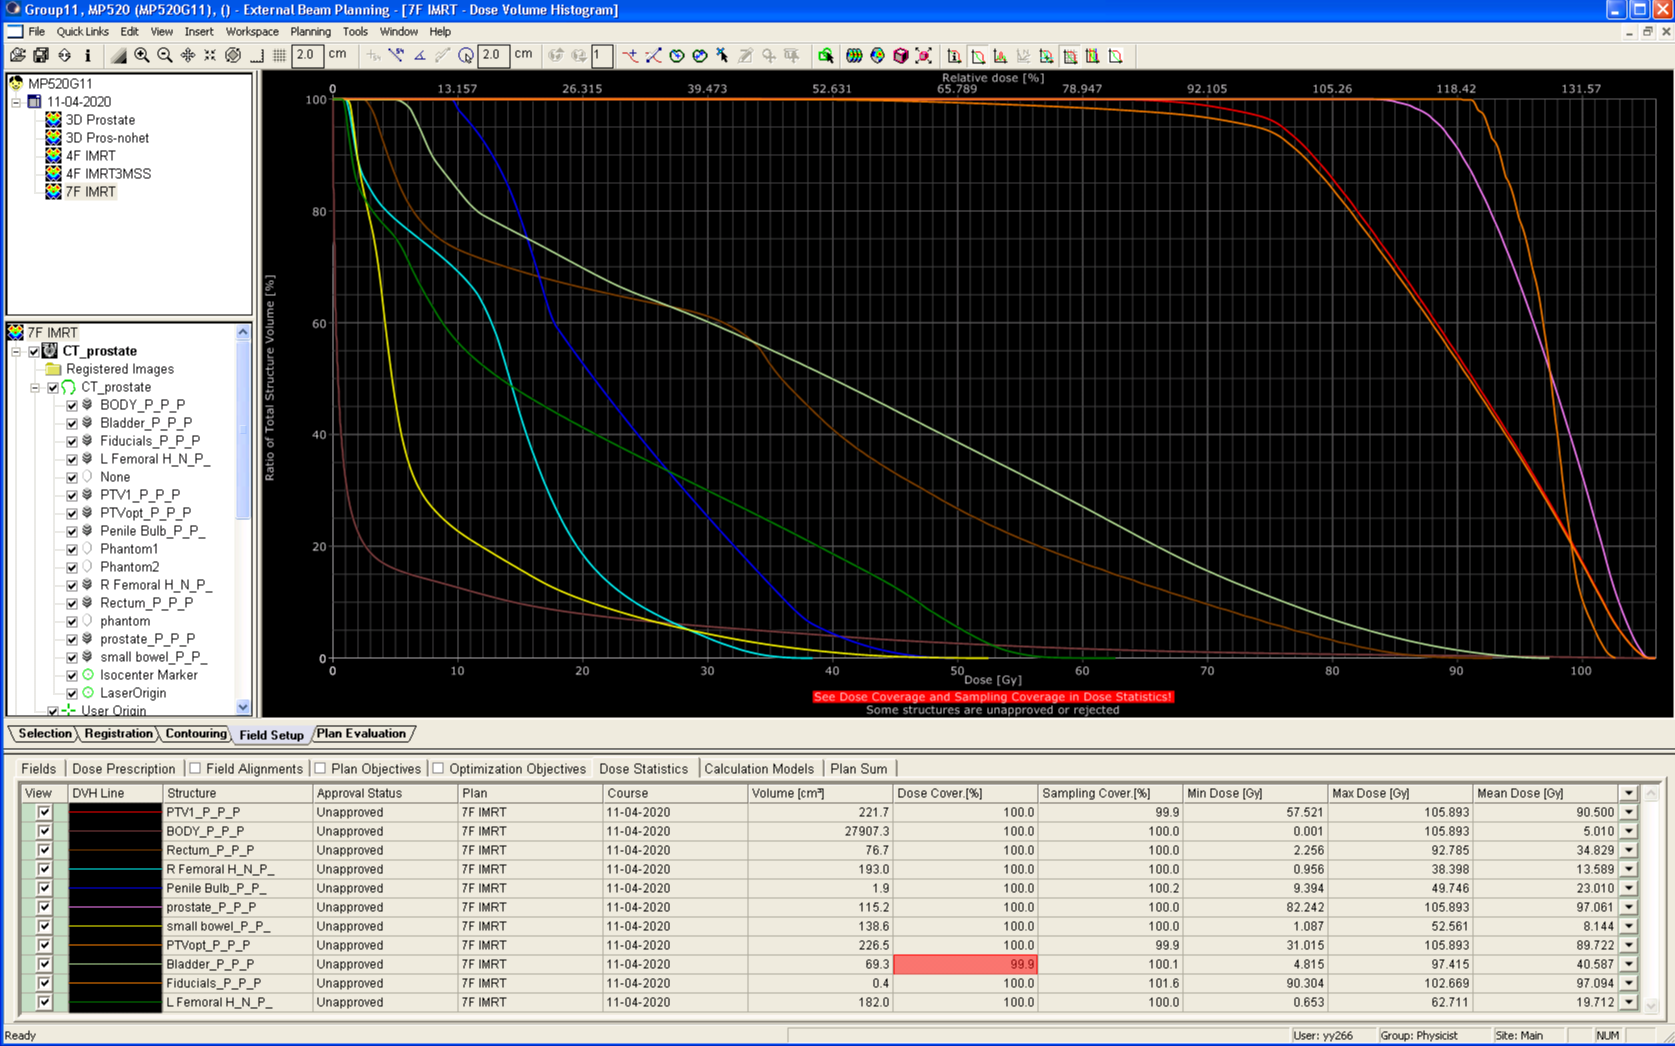 Group11, MP520 (MP520G11), () - External Beam Planning - [7F IMRT - Dose Volume Histogram]
File Quick Links Edit View Insert Workspace Planning Tools Window Help
2.0 cm 2.0 cm 1
MP520G11
11-04-2020
3D Prostate
3D Pros-nohet
4F IMRT
4F IMRT3MSS
7F IMRT
7F IMRT
CT_prostate
Registered Images
CT_prostate
BODY_P_P_P
Bladder_P_P_P
Fiducials_P_P_P
L Femoral H_N_P_
None
PTV1_P_P_P
PTVopt_P_P_P
Penile Bulb_P_P_
Phantom1
Phantom2
R Femoral H_N_P_
Rectum_P_P_P
phantom
prostate_P_P_P
small bowel_P_P_
Isocenter Marker
LaserOrigin
User Origin
Relative dose [%]
0 13.157 26.315 39.473 52.631 65.789 78.947 92.105 105.26 118.42 131.57
100
80
60
40
20
0
Ratio of Total Structure Volume [%]
0 10 20 30 40 50 60 70 80 90 100
Dose [Gy]
See Dose Coverage and Sampling Coverage in Dose Statistics!
Some structures are unapproved or rejected
Selection Registration Contouring Field Setup Plan Evaluation
Fields Dose Prescription Field Alignments Plan Objectives Optimization Objectives Dose Statistics Calculation Models Plan Sum
View DVH Line Structure Approval Status Plan Course Volume [cm³] Dose Cover.[%] Sampling Cover.[%] Min Dose [Gy] Max Dose [Gy] Mean Dose [Gy]
PTV1_P_P_P Unapproved 7F IMRT 11-04-2020 221.7 100.0 99.9 57.521 105.893 90.500
BODY_P_P_P Unapproved 7F IMRT 11-04-2020 27907.3 100.0 100.0 0.001 105.893 5.010
Rectum_P_P_P Unapproved 7F IMRT 11-04-2020 76.7 100.0 100.0 2.256 92.785 34.829
R Femoral H_N_P_ Unapproved 7F IMRT 11-04-2020 193.0 100.0 100.0 0.956 38.398 13.589
Penile Bulb_P_P_ Unapproved 7F IMRT 11-04-2020 1.9 100.0 100.2 9.394 49.746 23.010
prostate_P_P_P Unapproved 7F IMRT 11-04-2020 115.2 100.0 100.0 82.242 105.893 97.061
small bowel_P_P_ Unapproved 7F IMRT 11-04-2020 138.6 100.0 100.0 1.087 52.561 8.144
PTVopt_P_P_P Unapproved 7F IMRT 11-04-2020 226.5 100.0 99.9 31.015 105.893 89.722
Bladder_P_P_P Unapproved 7F IMRT 11-04-2020 69.3 99.9 100.1 4.815 97.415 40.587
Fiducials_P_P_P Unapproved 7F IMRT 11-04-2020 0.4 100.0 101.6 90.304 102.669 97.094
L Femoral H_N_P_ Unapproved 7F IMRT 11-04-2020 182.0 100.0 100.0 0.653 62.711 19.712
Ready User: yy266 Group: Physicist Site: Main NUM